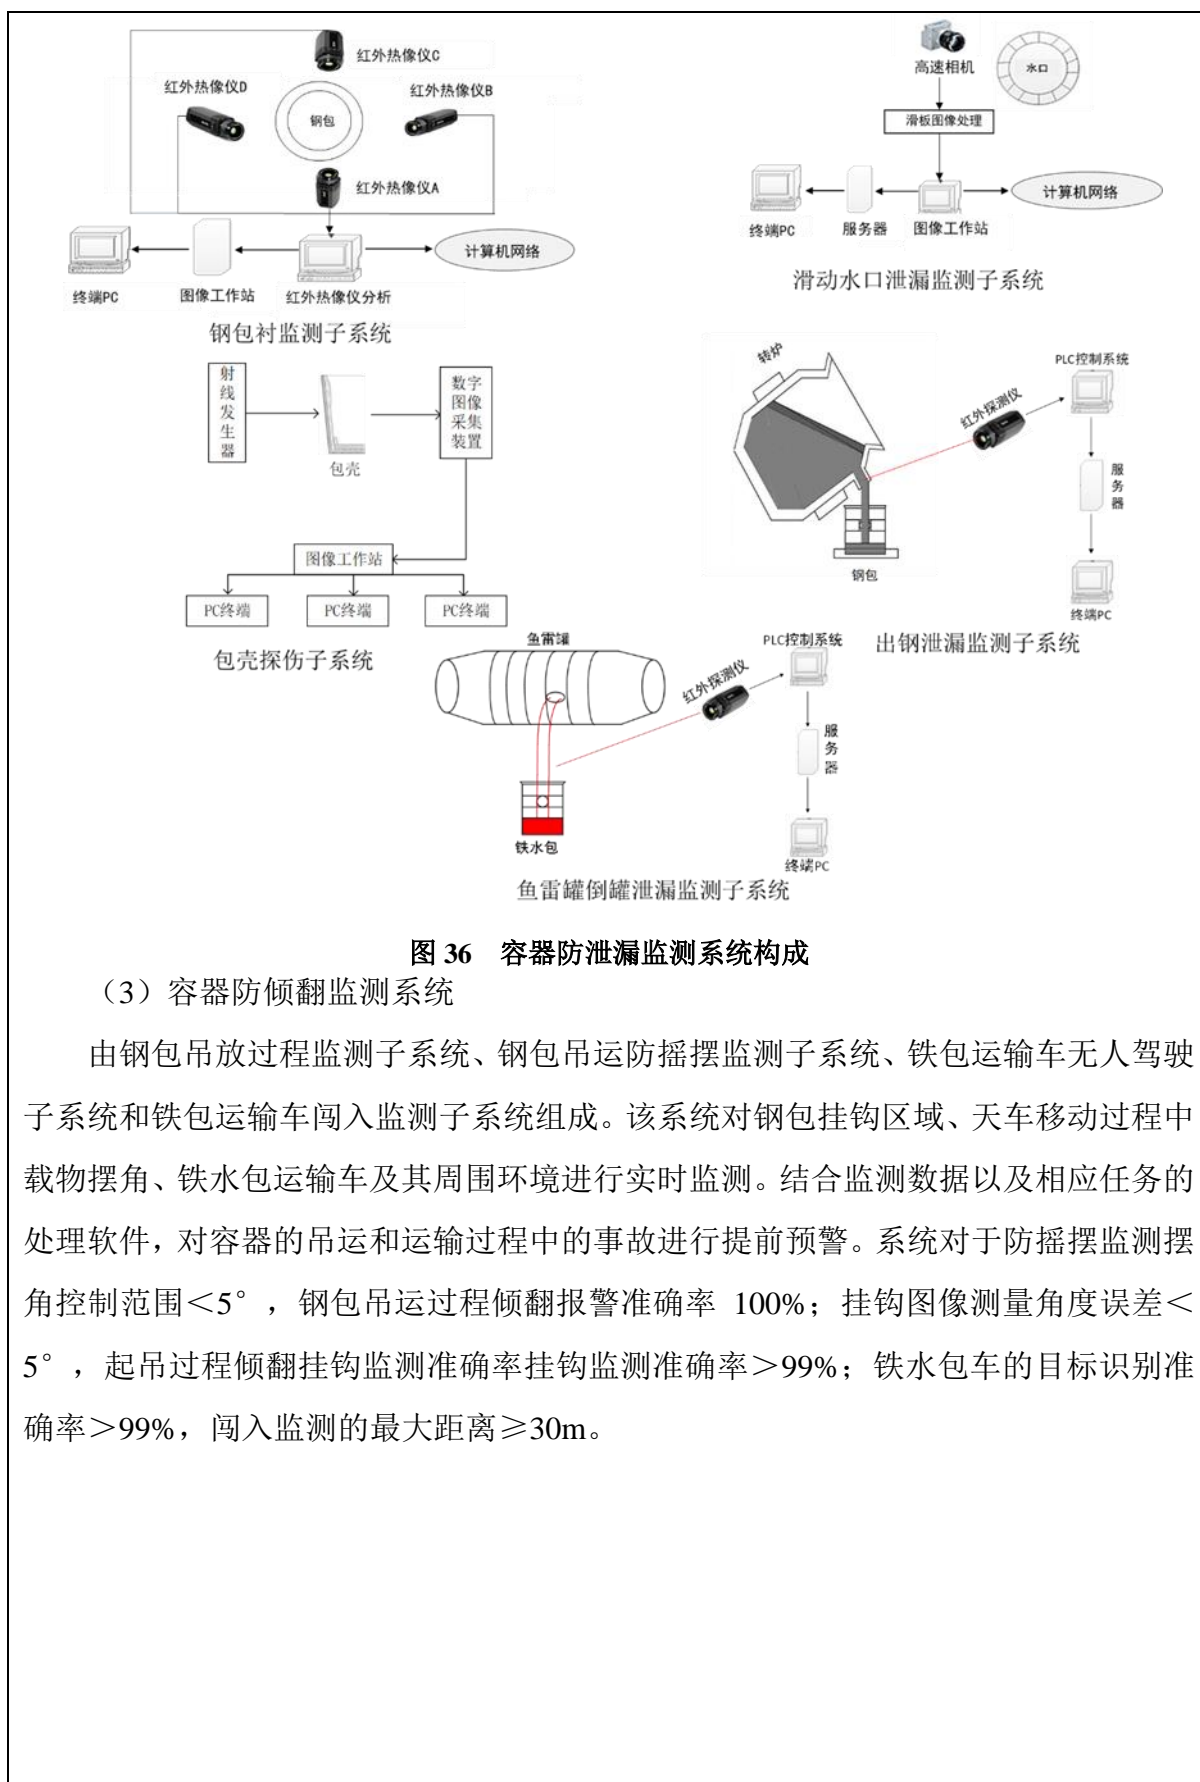 红外热像仪C
红外热像仪D
红外热像仪B
钢包
红外热像仪A
计算机网络
终端PC
图像工作站
红外热像仪分析
钢包衬监测子系统
高速相机
水口
滑板图像处理
计算机网络
终端PC
服务器
图像工作站
滑动水口泄漏监测子系统
射线发生器
包壳
数字图像采集装置
图像工作站
PC终端
PC终端
PC终端
包壳探伤子系统
转炉
红外探测仪
PLC控制系统
服务器
钢包
终端PC
出钢泄漏监测子系统
鱼雷罐
红外探测仪
PLC控制系统
服务器
铁水包
终端PC
鱼雷罐倒罐泄漏监测子系统
图 36 容器防泄漏监测系统构成
（3）容器防倾翻监测系统
由钢包吊放过程监测子系统、钢包吊运防摇摆监测子系统、铁包运输车无人驾驶
子系统和铁包运输车闯入监测子系统组成。该系统对钢包挂钩区域、天车移动过程中
载物摆角、铁水包运输车及其周围环境进行实时监测。结合监测数据以及相应任务的
处理软件，对容器的吊运和运输过程中的事故进行提前预警。系统对于防摇摆监测摆
角控制范围＜5°，钢包吊运过程倾翻报警准确率 100%；挂钩图像测量角度误差＜
5°，起吊过程倾翻挂钩监测准确率挂钩监测准确率＞99%；铁水包车的目标识别准
确率＞99%，闯入监测的最大距离≥30m。